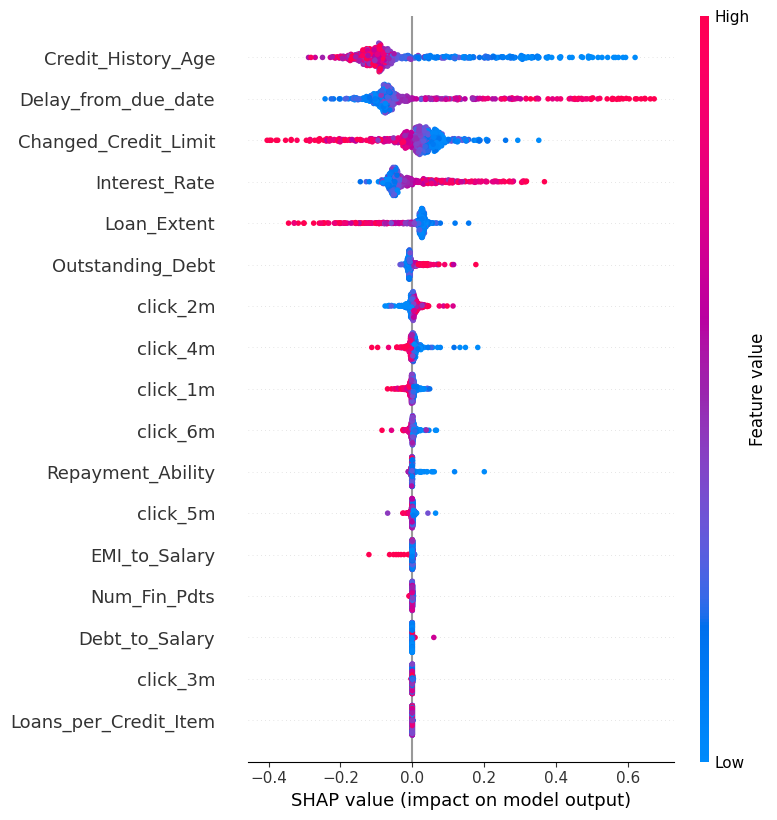 High
Credit_History_Age
Delay_from_due_date
Changed_Credit_Limit
Interest_Rate
Loan_Extent
Outstanding_Debt
click_2m
click_4m
click_1m
click_6m
Repayment_Ability
click_5m
EMI_to_Salary
Num_Fin_Pdts
Debt_to_Salary
click_3m
Loans_per_Credit_Item
Feature value
Low
−0.4 −0.2 0.0 0.2 0.4 0.6
SHAP value (impact on model output)